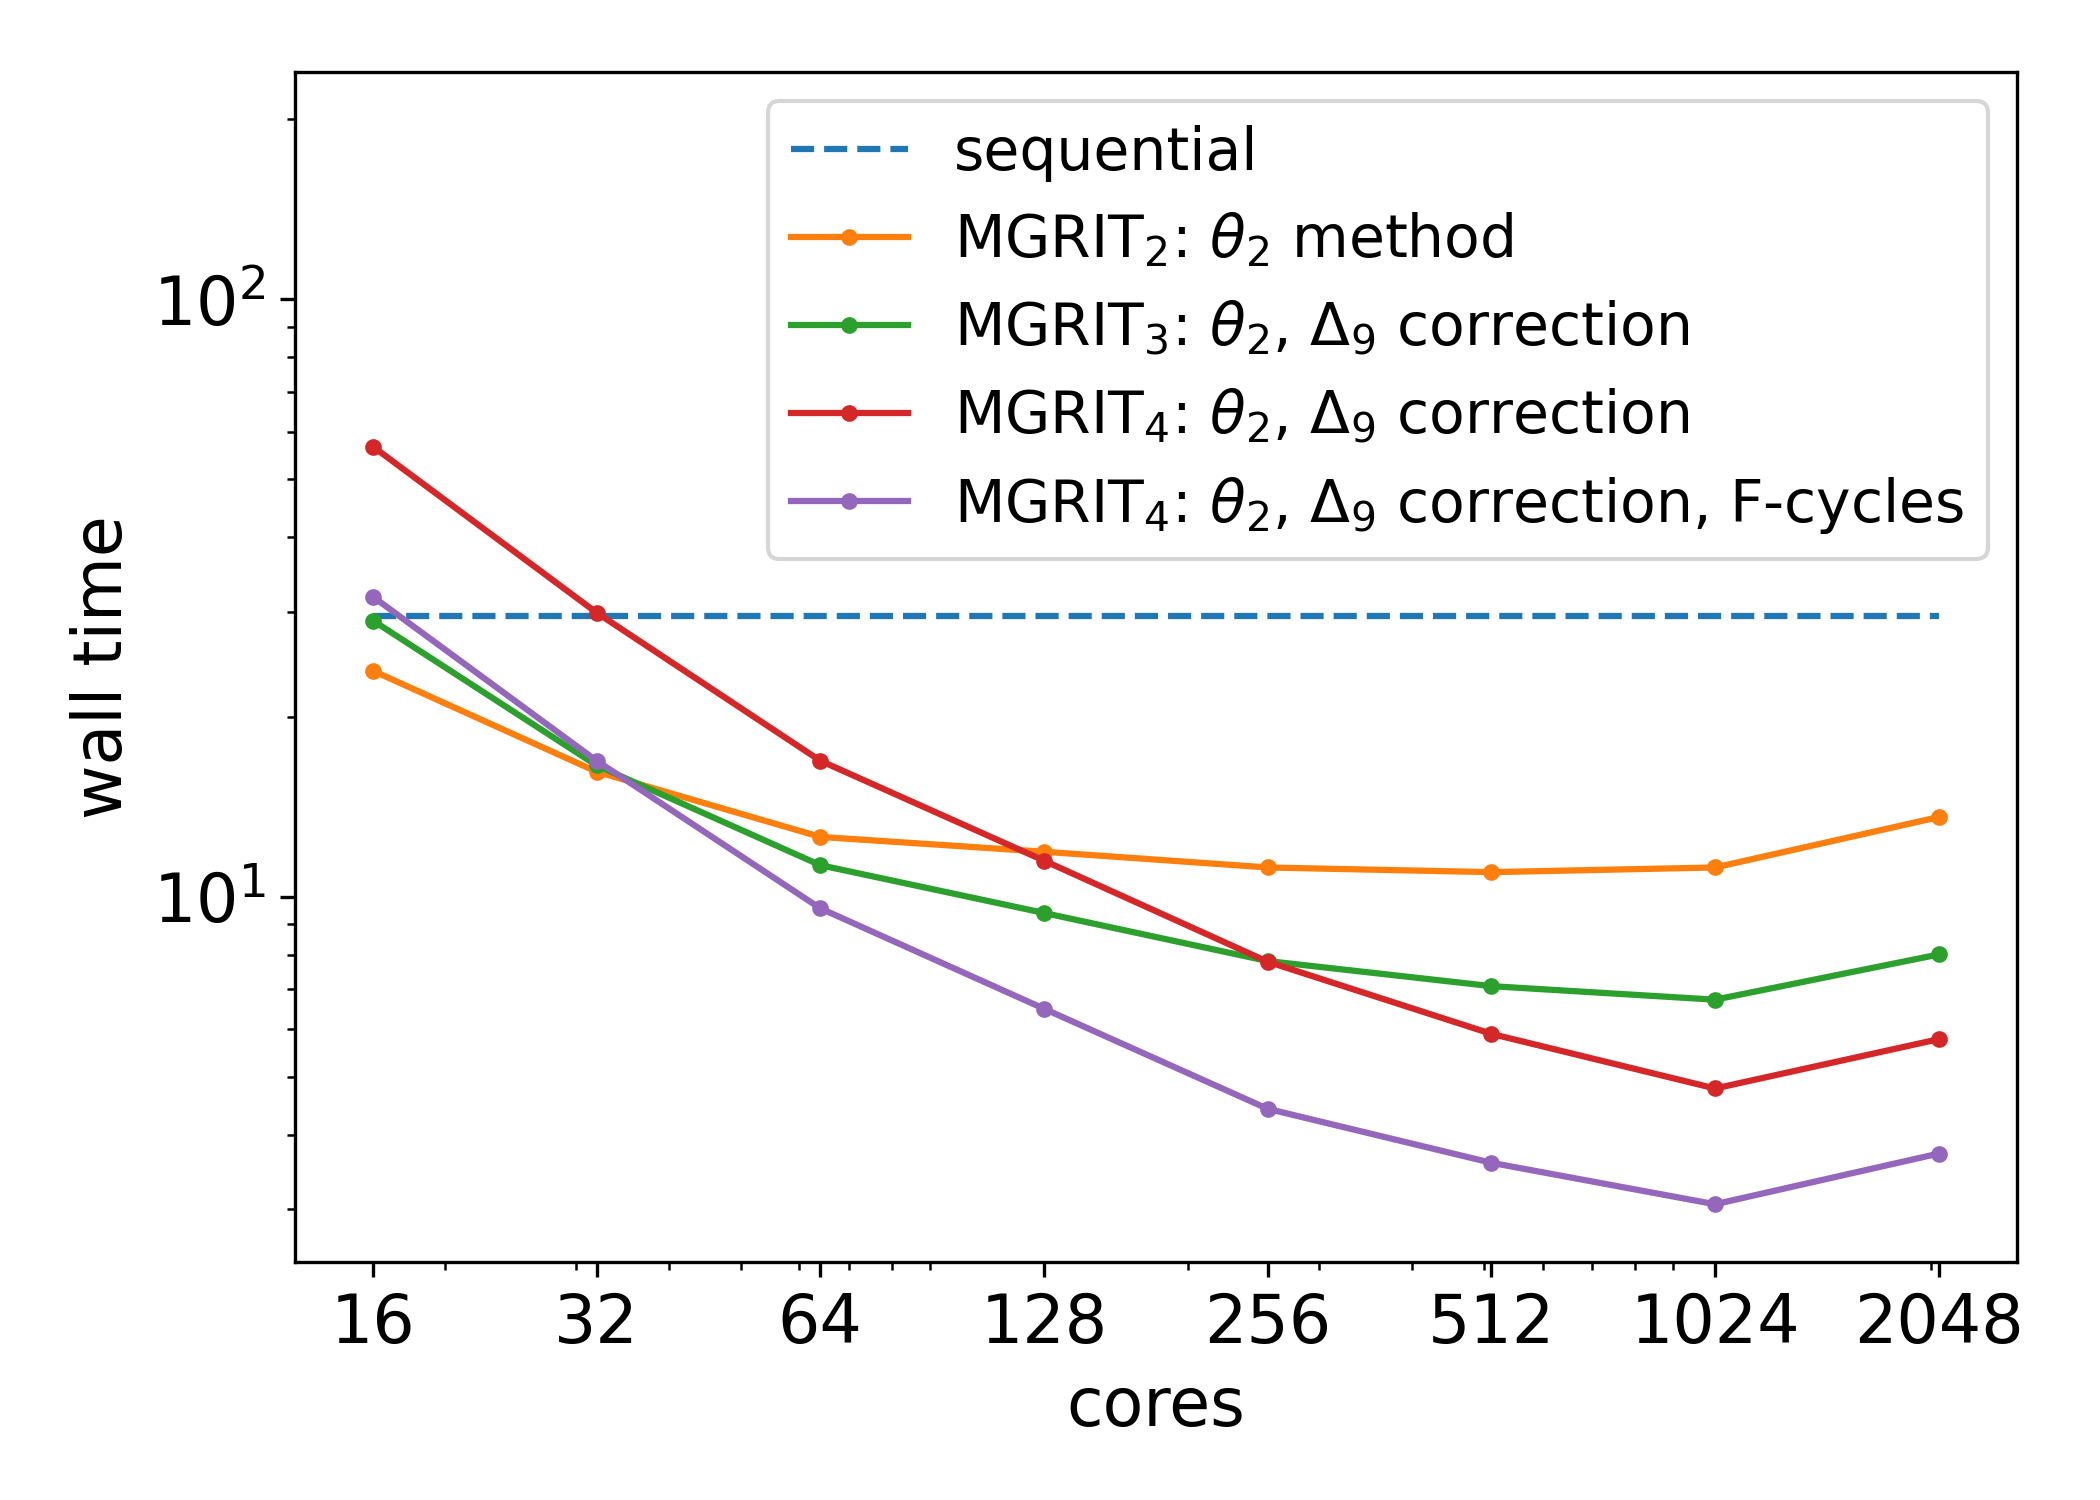 sequential
MGRIT₂: θ₂ method
MGRIT₃: θ₂, Δ₉ correction
MGRIT₄: θ₂, Δ₉ correction
MGRIT₄: θ₂, Δ₉ correction, F-cycles
10²
10¹
wall time
16 32 64 128 256 512 1024 2048
cores